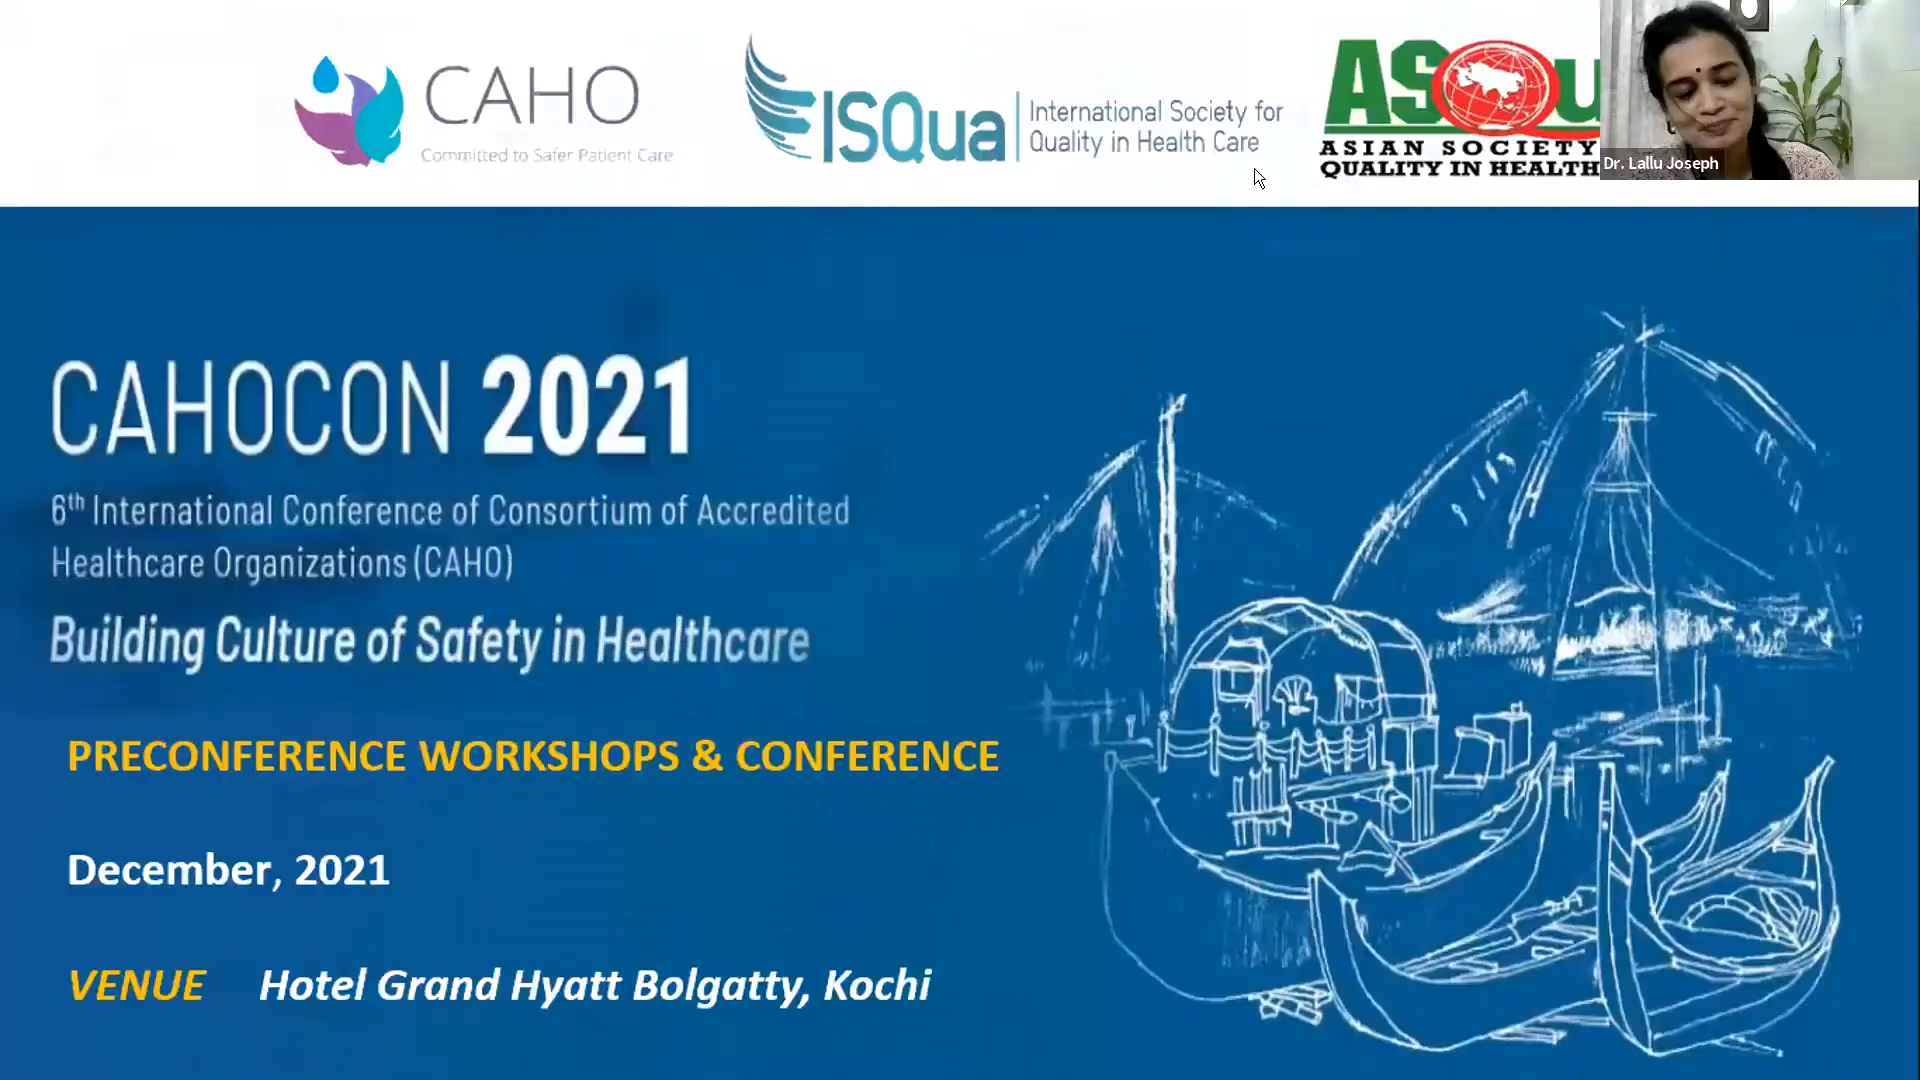 CAHO
Committed to Safer Patient Care
ISQua
International Society for
Quality in Health Care
ASQu
ASIAN SOCIETY
QUALITY IN HEALTH
Dr. Lallu Joseph
CAHOCON 2021
6th International Conference of Consortium of Accredited
Healthcare Organizations (CAHO)
Building Culture of Safety in Healthcare
PRECONFERENCE WORKSHOPS & CONFERENCE
December, 2021
VENUE Hotel Grand Hyatt Bolgatty, Kochi